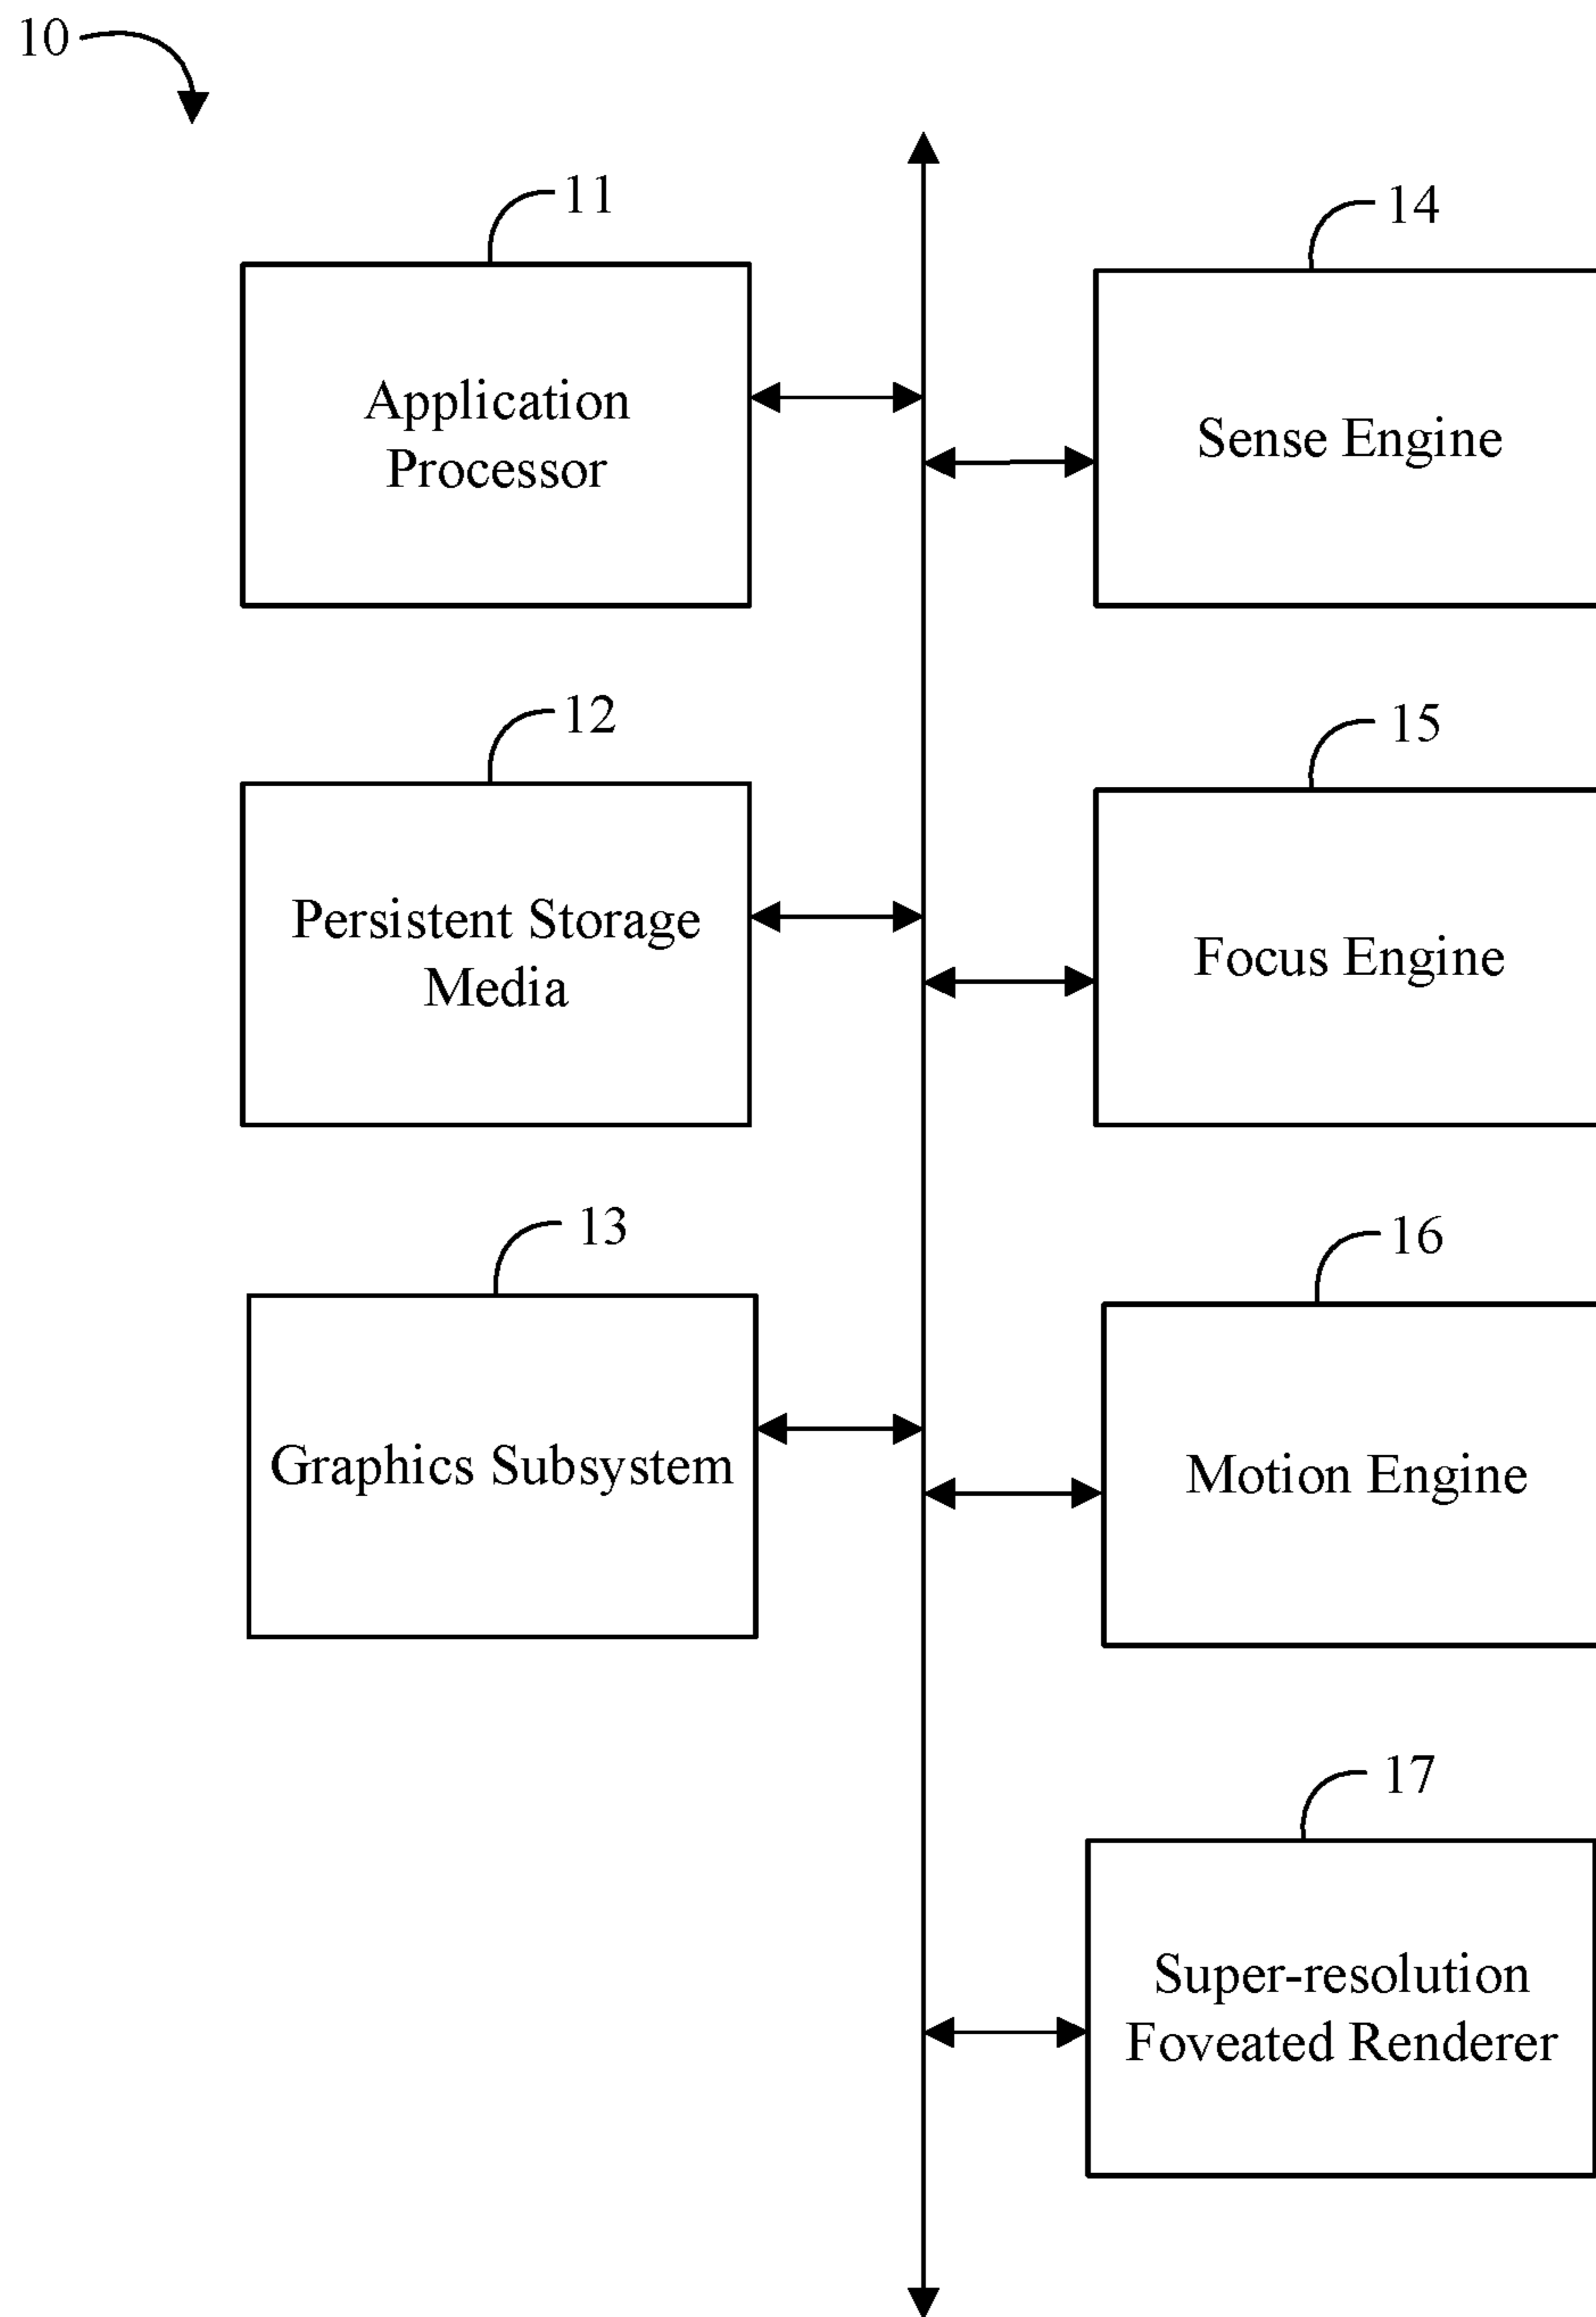 10
11
Application
Processor
12
Persistent Storage
Media
13
Graphics Subsystem
14
Sense Engine
15
Focus Engine
16
Motion Engine
17
Super-resolution
Foveated Renderer